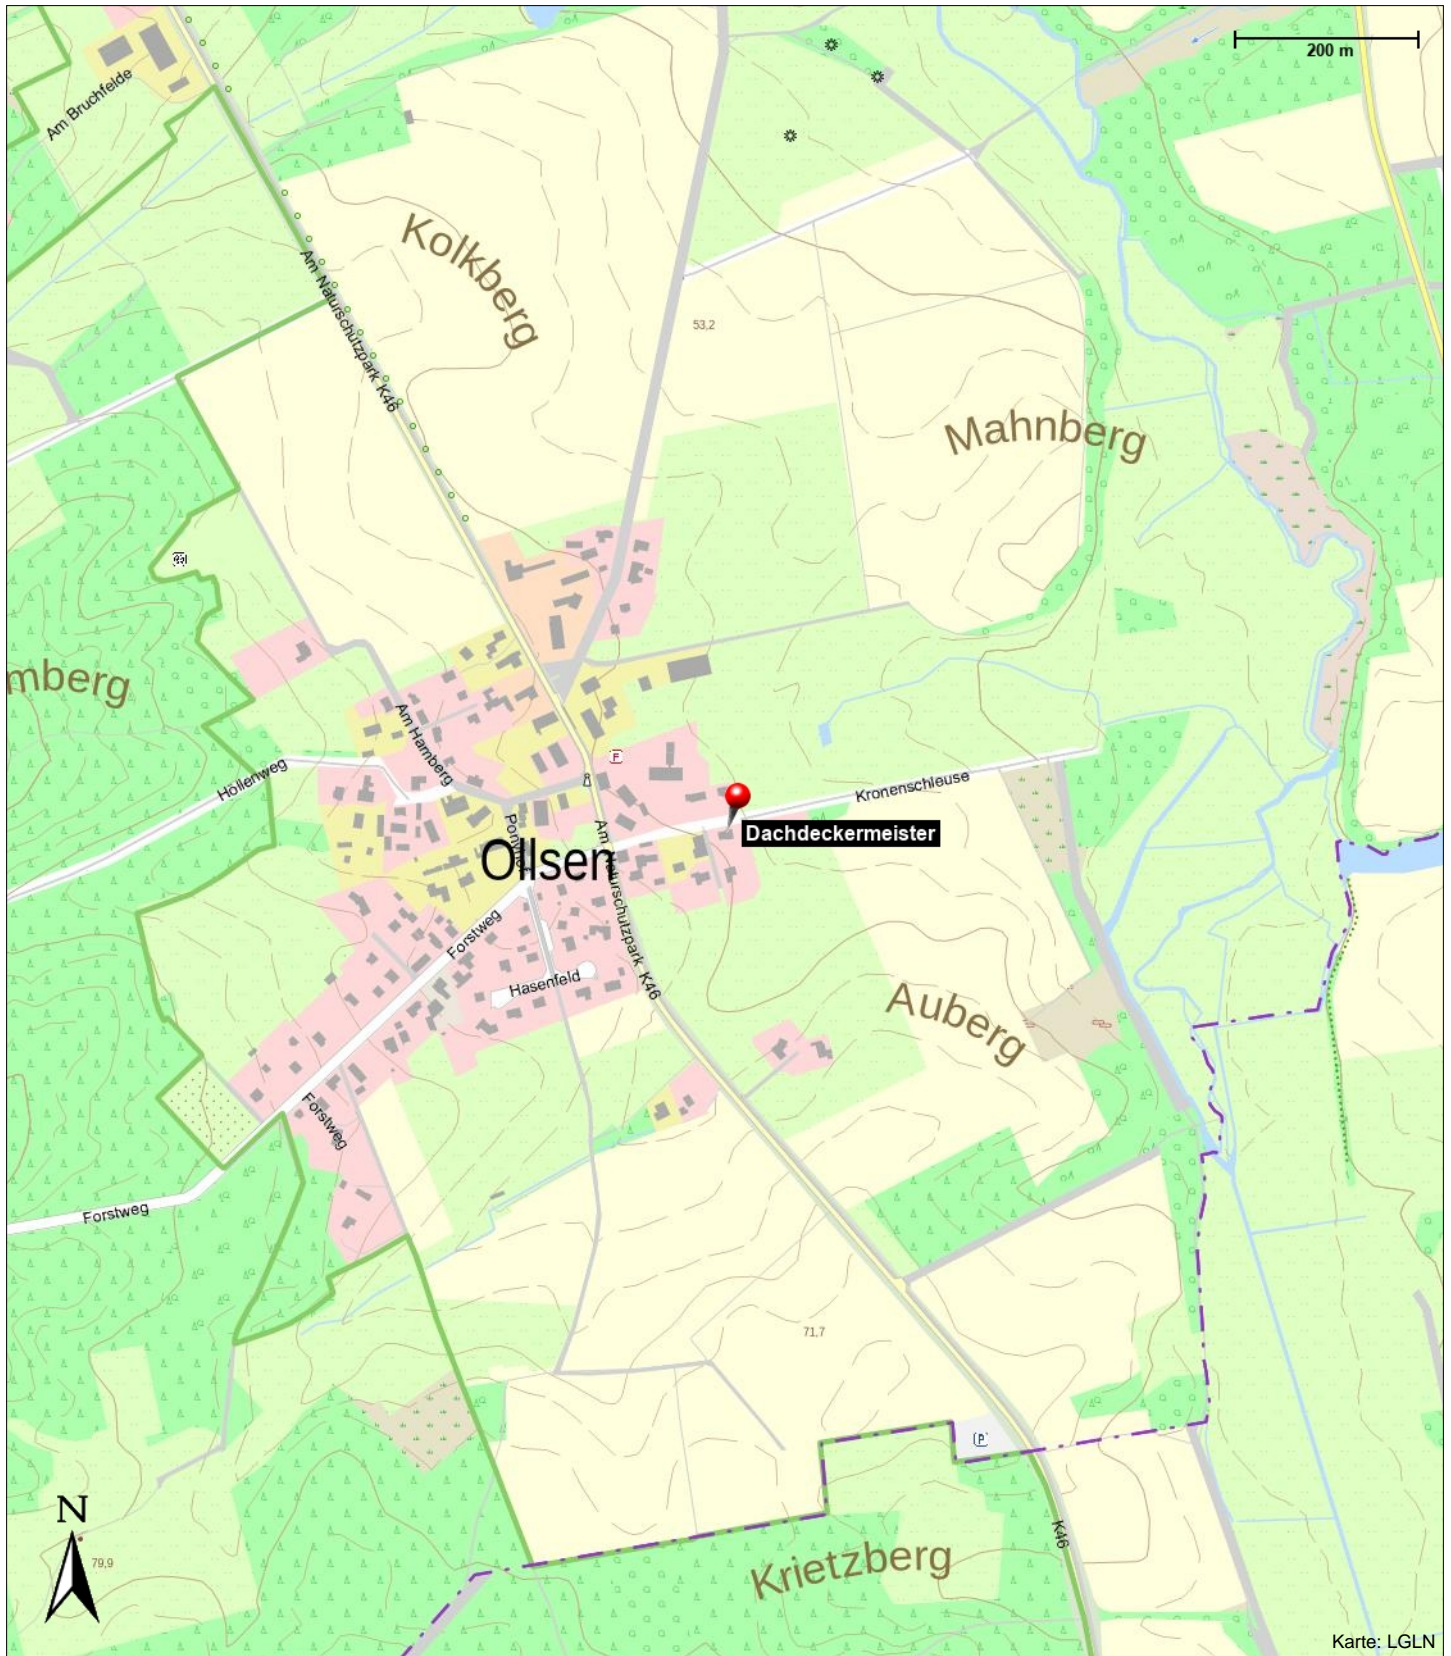 200 m
Am Bruchfelde
Kolkberg
Am Naturschutzpark K46
53,2
Mahnberg
mberg
Am Hamberg
F
Höllenweg
Kronenschleuse
Dachdeckermeister
Ollsen
Am Naturschutzpark K46
Forstweg
Hasenfeld
Auberg
Forstweg
Forstweg
71,7
P
K46
N
79,9
Krietzberg
Karte: LGLN